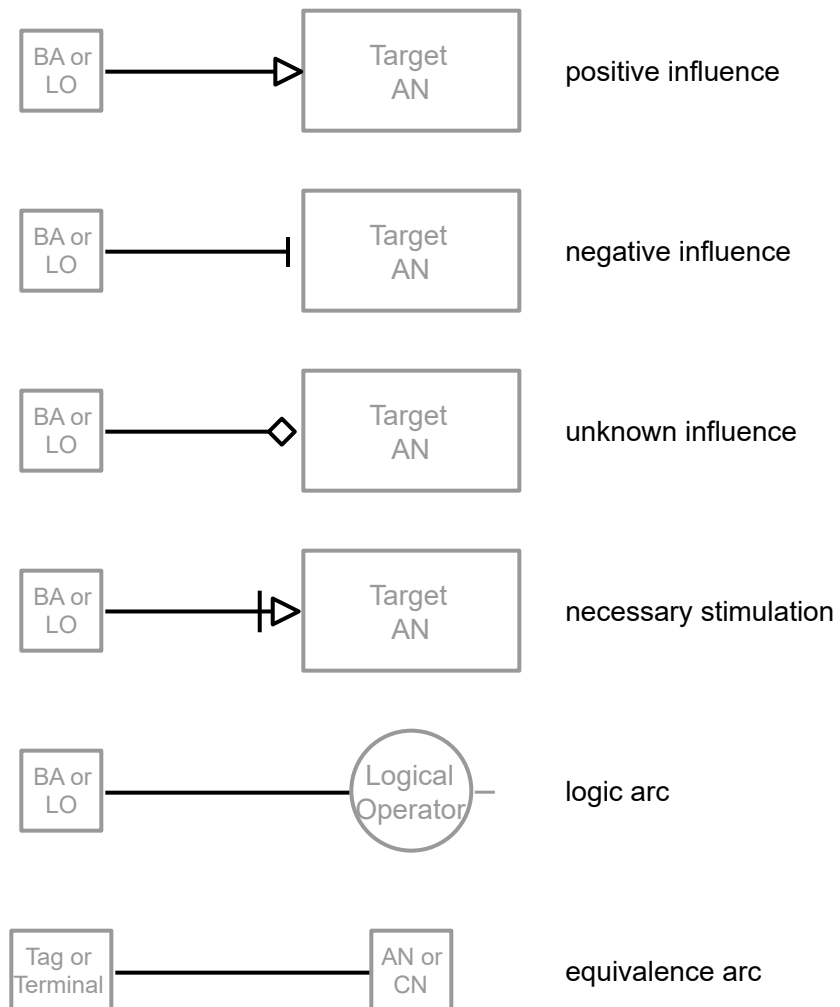 BA or
LO
Target
AN
positive influence
BA or
LO
Target
AN
negative influence
BA or
LO
Target
AN
unknown influence
BA or
LO
Target
AN
necessary stimulation
BA or
LO
Logical
Operator
logic arc
Tag or
Terminal
AN or
CN
equivalence arc